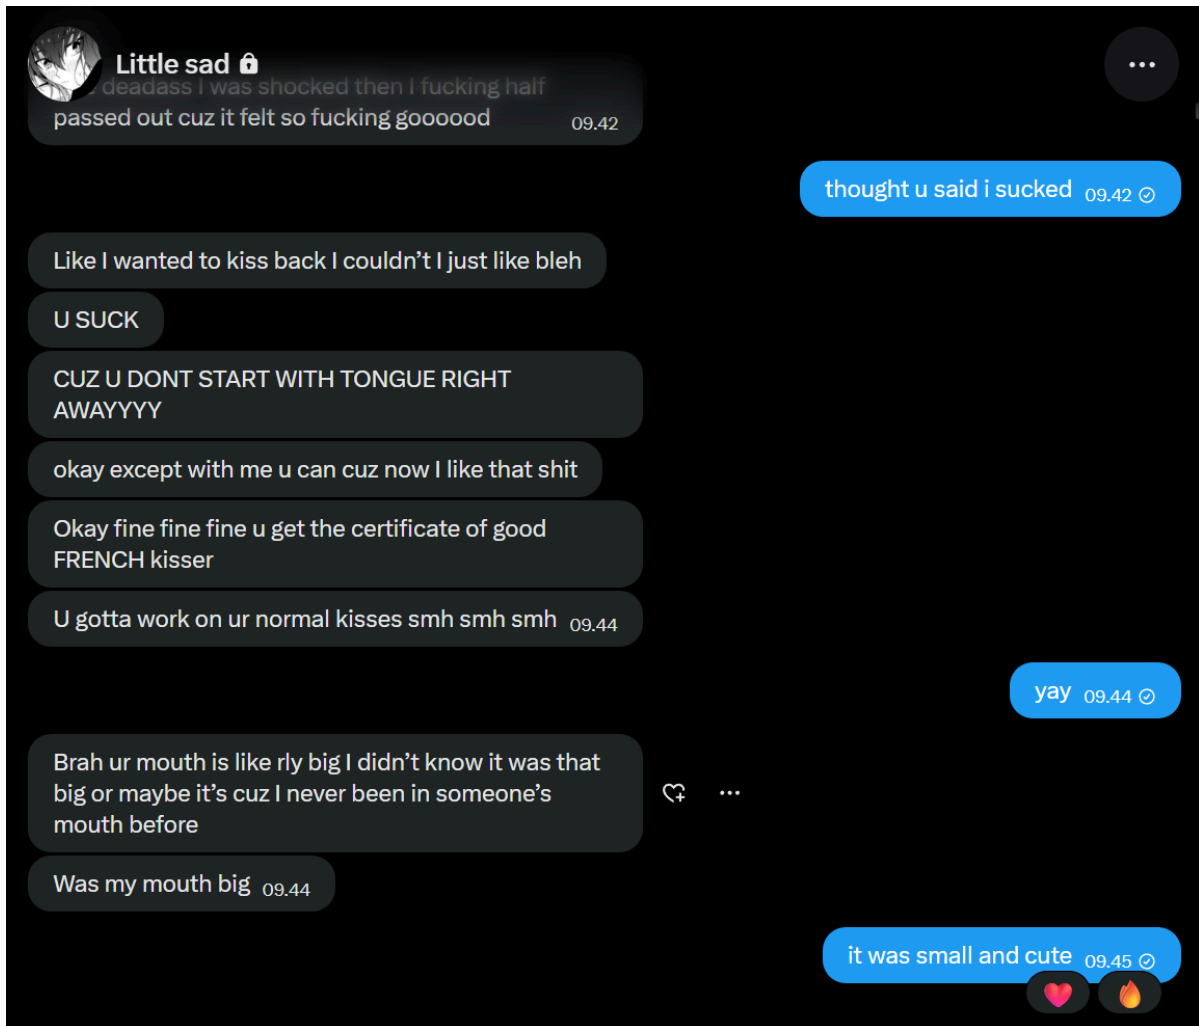 Little sad
deadass I was shocked then I fucking half
passed out cuz it felt so fucking goooood 09.42
thought u said i sucked 09.42
Like I wanted to kiss back I couldn’t I just like bleh
U SUCK
CUZ U DONT START WITH TONGUE RIGHT
AWAYYYY
okay except with me u can cuz now I like that shit
Okay fine fine fine u get the certificate of good
FRENCH kisser
U gotta work on ur normal kisses smh smh smh 09.44
yay 09.44
Brah ur mouth is like rly big I didn’t know it was that
big or maybe it’s cuz I never been in someone’s
mouth before
Was my mouth big 09.44
it was small and cute 09.45